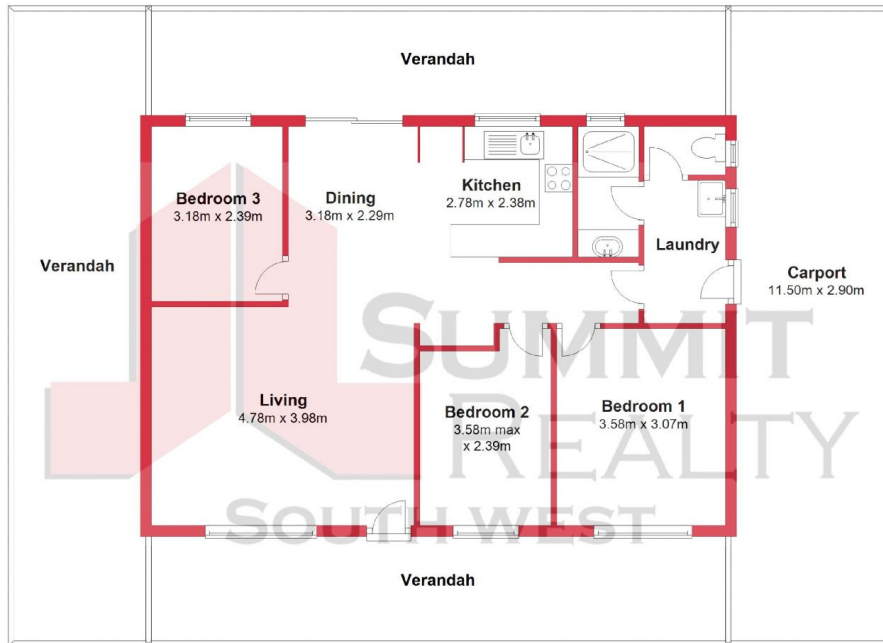 Verandah
Bedroom 3
3.18m x 2.39m
Dining
3.18m x 2.29m
Kitchen
2.78m x 2.38m
Laundry
Verandah
Carport
11.50m x 2.90m
SUMMIT
REALTY
SOUTH WEST
Living
4.78m x 3.98m
Bedroom 2
3.58m max
x 2.39m
Bedroom 1
3.58m x 3.07m
Verandah